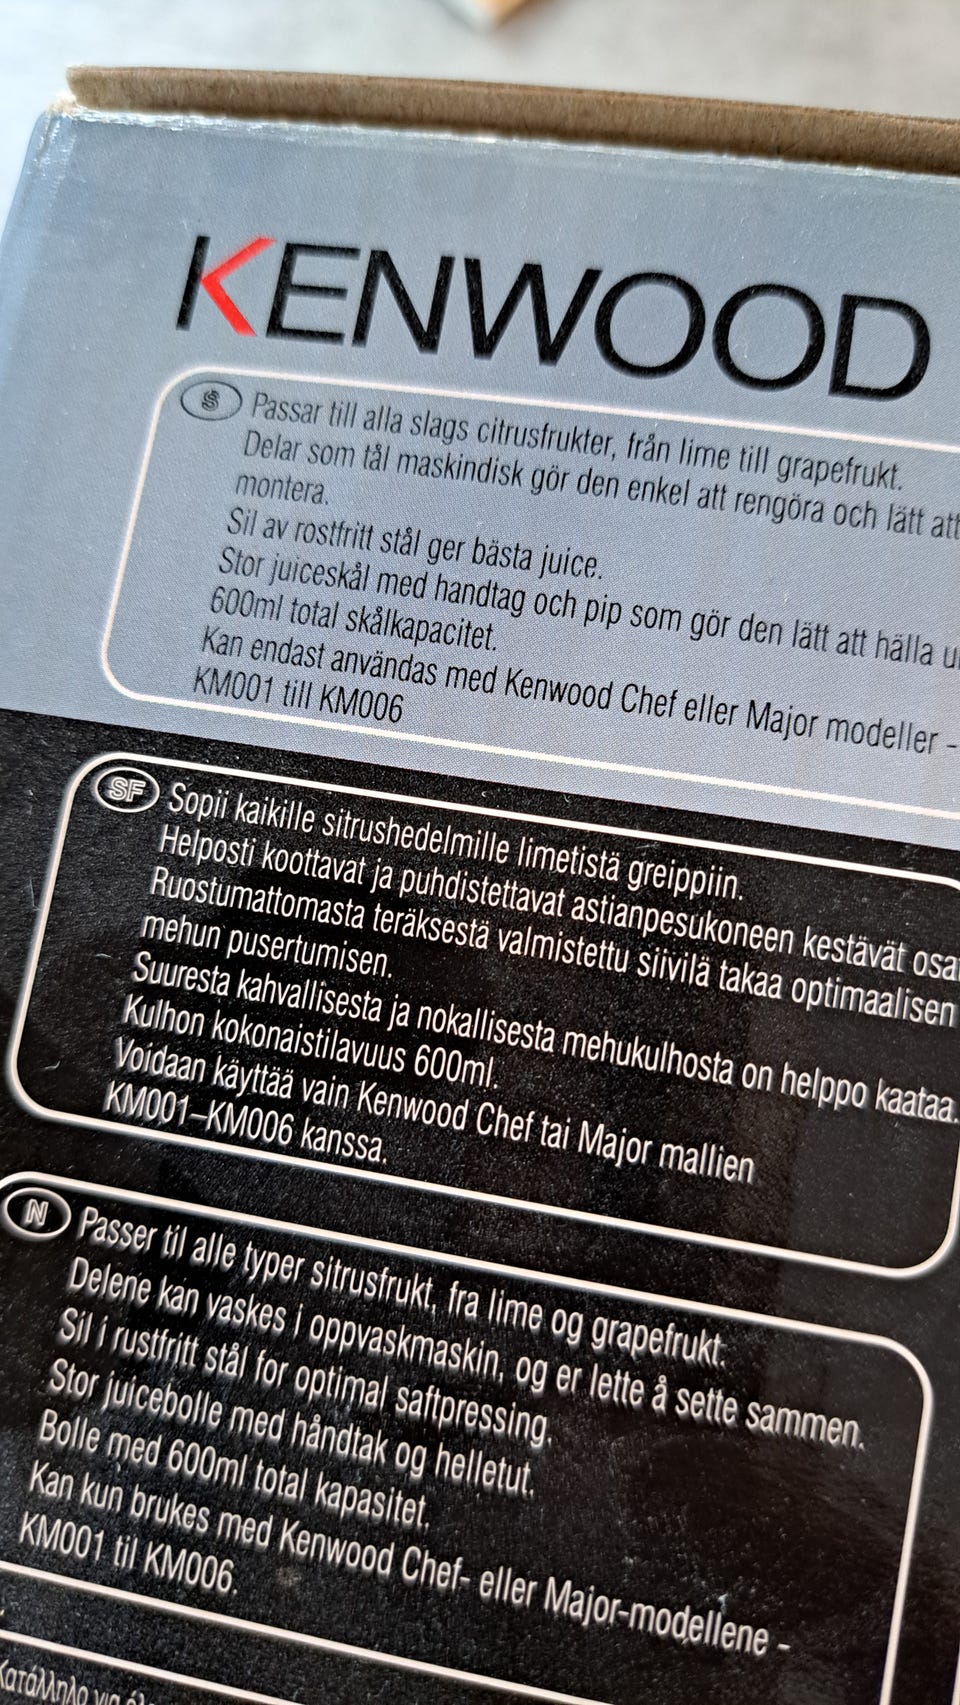 KENWOOD
S Passar till alla slags citrusfrukter, från lime till grapefrukt.
Delar som tål maskindisk gör den enkel att rengöra och lätt att
montera.
Sil av rostfritt stål ger bästa juice.
Stor juiceskål med handtag och pip som gör den lätt att hälla
600ml total skålkapacitet.
Kan endast användas med Kenwood Chef eller Major modeller -
KM001 till KM006
SF Sopii kaikille sitrushedelmille limetistä greippiin.
Helposti koottavat ja puhdistettavat astianpesukoneen kestävät
Ruostumattomasta teräksestä valmistettu siivilä takaa optimaalisen
mehun pusertumisen.
Suuresta kahvallisesta ja nokallisesta mehukulhosta on helppo kaataa.
Kulhon kokonaistilavuus 600ml.
Voidaan käyttää vain Kenwood Chef tai Major mallien
KM001–KM006 kanssa.
N Passer til alle typer sitrusfrukt, fra lime og grapefrukt.
Delene kan vaskes i oppvaskmaskin, og er lette å sette sammen.
Sil i rustfritt stål for optimal saftpressing.
Stor juicebolle med håndtak og helletut.
Bolle med 600ml total kapasitet.
Kan kun brukes med Kenwood Chef- eller Major-modellene -
KM001 til KM006.
Κατάλληλο για